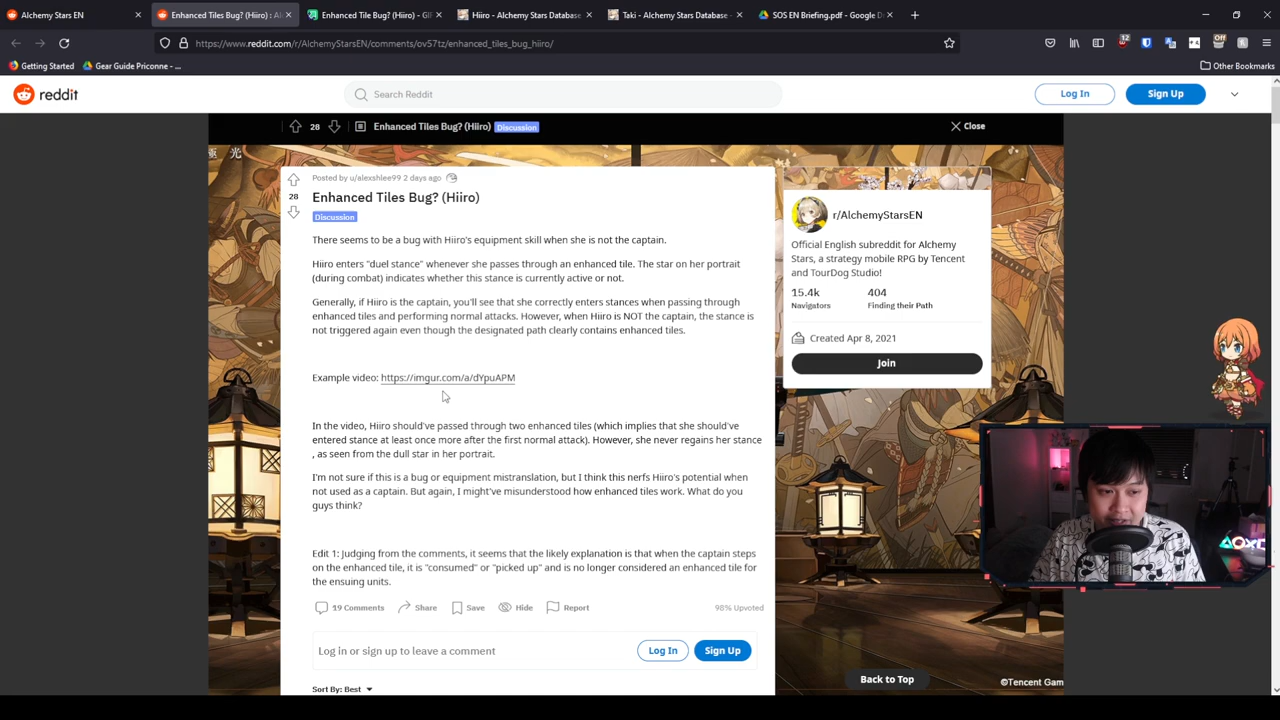 Alchemy Stars EN
Enhanced Tiles Bug? (Hiiro) : Al
Enhanced Tile Bug? (Hiiro) - GI
Hiiro - Alchemy Stars Database
Taki - Alchemy Stars Database -
SOS EN Briefing.pdf - Google D
https://www.reddit.com/r/AlchemyStarsEN/comments/ov57tz/enhanced_tiles_bug_hiiro/
12
Off
Getting Started
Gear Guide Priconne - ...
Other Bookmarks
reddit
Search Reddit
Log In
Sign Up
28
Enhanced Tiles Bug? (Hiiro)
Discussion
Close
極 光
Posted by u/alexshlee99 2 days ago
28
Enhanced Tiles Bug? (Hiiro)
Discussion
There seems to be a bug with Hiiro's equipment skill when she is not the captain.
Hiiro enters "duel stance" whenever she passes through an enhanced tile. The star on her portrait
(during combat) indicates whether this stance is currently active or not.
Generally, if Hiiro is the captain, you'll see that she correctly enters stances when passing through
enhanced tiles and performing normal attacks. However, when Hiiro is NOT the captain, the stance is
not triggered again even though the designated path clearly contains enhanced tiles.
Example video: https://imgur.com/a/dYpuAPM
In the video, Hiiro should've passed through two enhanced tiles (which implies that she should've
entered stance at least once more after the first normal attack). However, she never regains her stance
, as seen from the dull star in her portrait.
I'm not sure if this is a bug or equipment mistranslation, but I think this nerfs Hiiro's potential when
not used as a captain. But again, I might've misunderstood how enhanced tiles work. What do you
guys think?
Edit 1: Judging from the comments, it seems that the likely explanation is that when the captain steps
on the enhanced tile, it is "consumed" or "picked up" and is no longer considered an enhanced tile for
the ensuing units.
19 Comments
Share
Save
Hide
Report
98% Upvoted
Log in or sign up to leave a comment
Log In
Sign Up
Sort By: Best
r/AlchemyStarsEN
Official English subreddit for Alchemy
Stars, a strategy mobile RPG by Tencent
and TourDog Studio!
15.4k
404
Navigators
Finding their Path
Created Apr 8, 2021
Join
Back to Top
©Tencent Gam